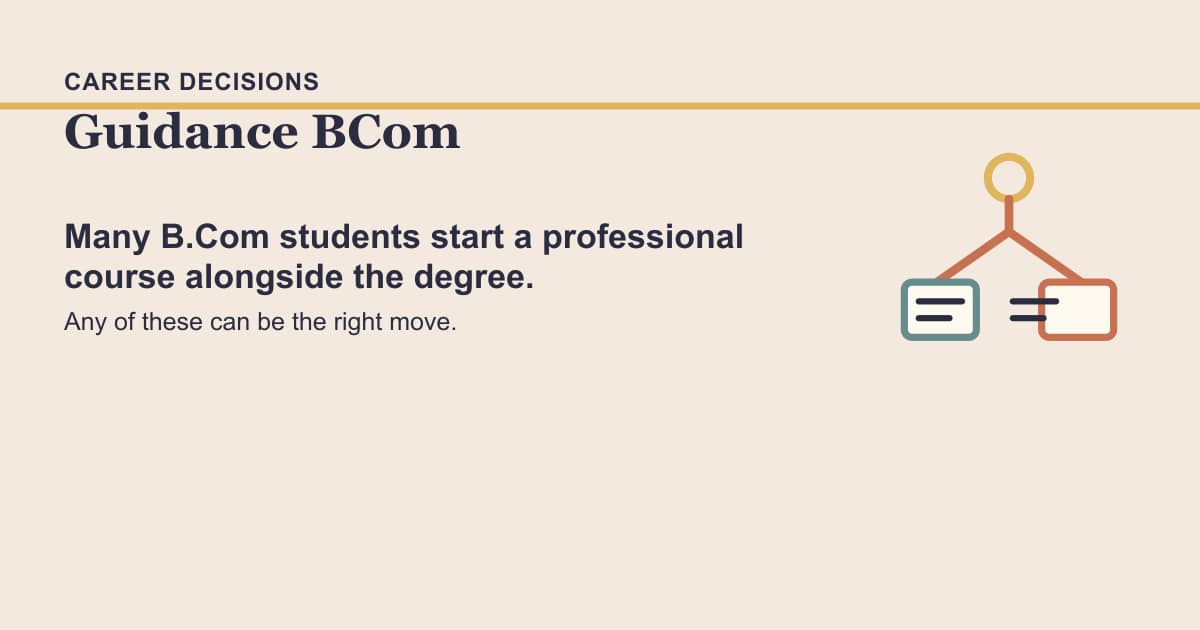 CAREER DECISIONS
Guidance BCom
Many B.Com students start a professional
course alongside the degree.
Any of these can be the right move.